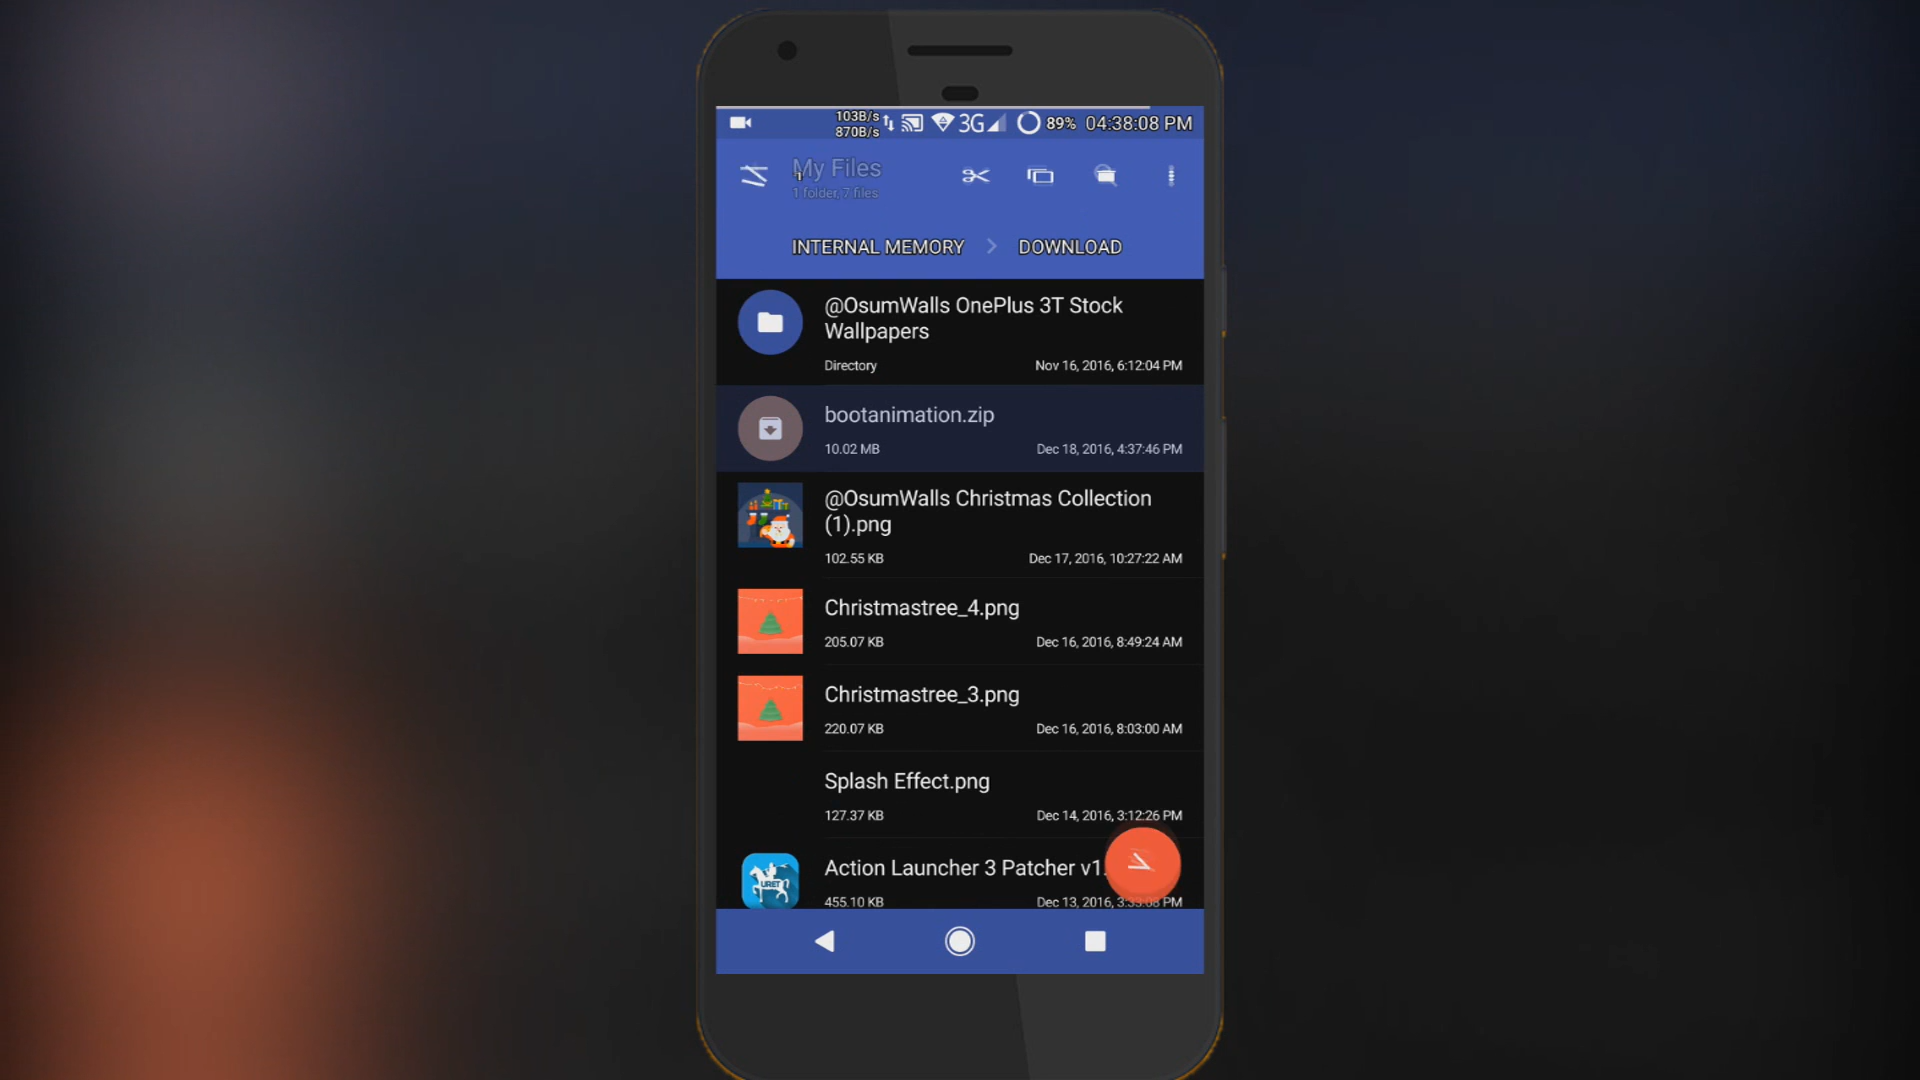 103B/s
870B/s
3G
89%
04:38:08 PM
My Files
1
1 folder, 7 files
INTERNAL MEMORY
DOWNLOAD
@OsumWalls OnePlus 3T Stock
Wallpapers
Directory
Nov 16, 2016, 6:12:04 PM
bootanimation.zip
10.02 MB
Dec 18, 2016, 4:37:46 PM
@OsumWalls Christmas Collection
(1).png
102.55 KB
Dec 17, 2016, 10:27:22 AM
Christmastree_4.png
205.07 KB
Dec 16, 2016, 8:49:24 AM
Christmastree_3.png
220.07 KB
Dec 16, 2016, 8:03:00 AM
Splash Effect.png
127.37 KB
Dec 14, 2016, 3:12:26 PM
URET
Action Launcher 3 Patcher v1.
455.10 KB
Dec 13, 2016, 3:33:08 PM